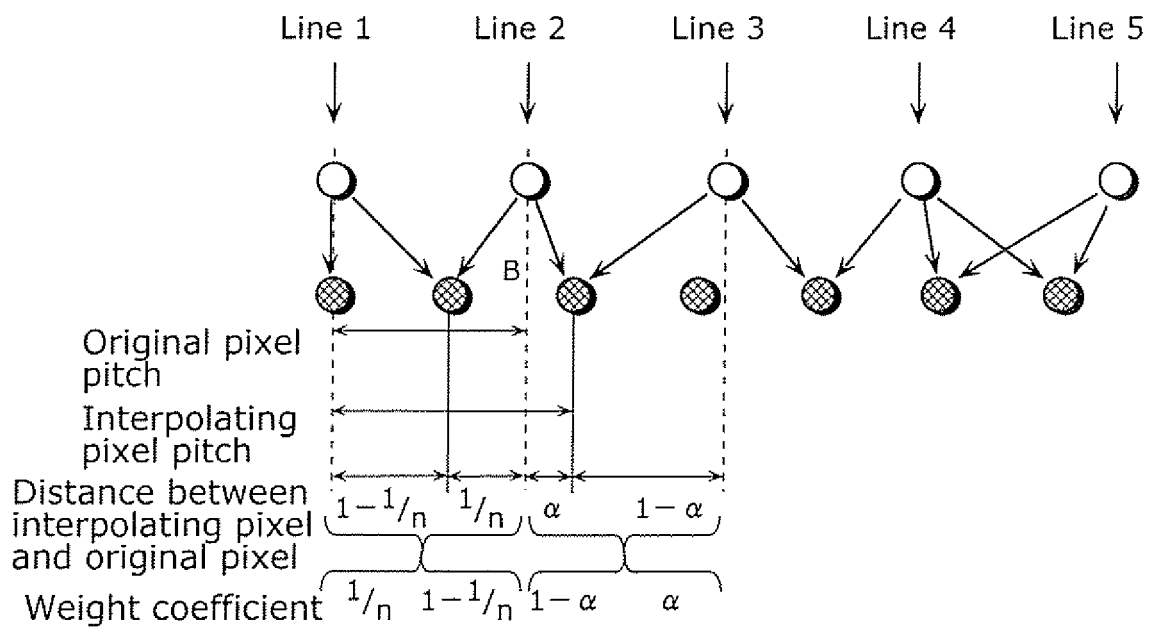 Line 1 Line 2 Line 3 Line 4 Line 5
B
Original pixel
pitch
Interpolating
pixel pitch
Distance between
interpolating pixel
and original pixel
1-1/n 1/n α 1-α
Weight coefficient 1/n 1-1/n 1-α α